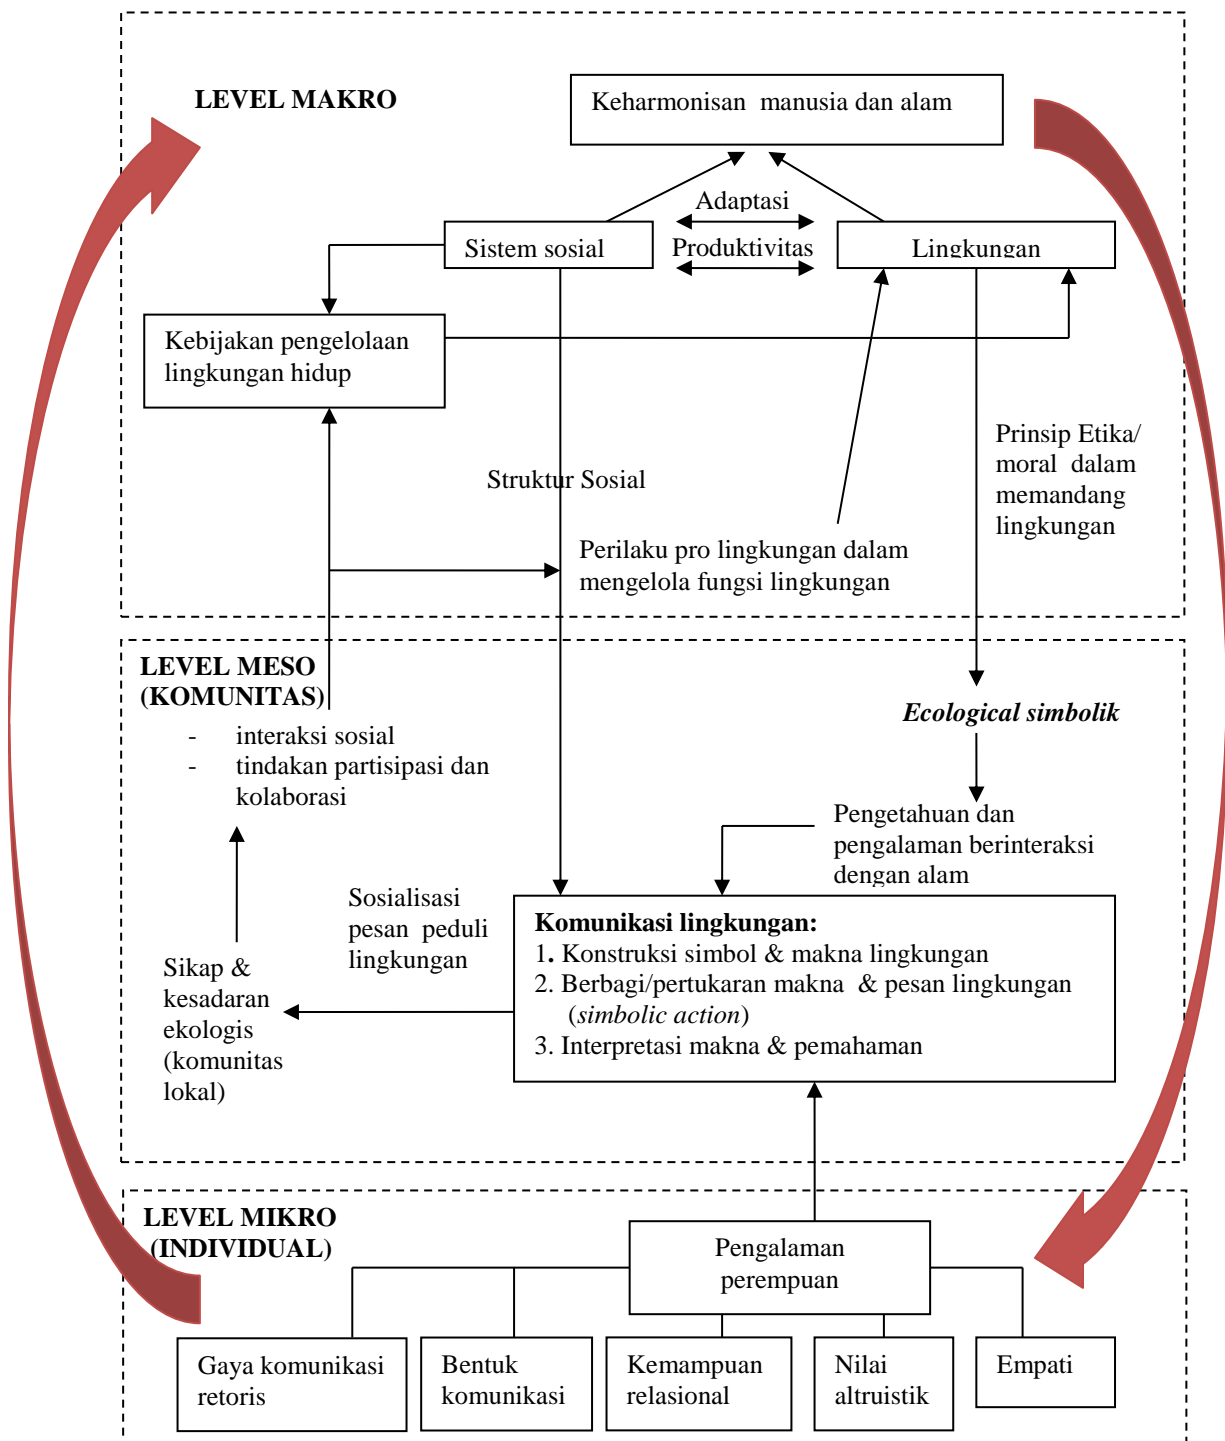 LEVEL MAKRO
Keharmonisan manusia dan alam
Adaptasi
Sistem sosial
Produktivitas
Lingkungan
Kebijakan pengelolaan
lingkungan hidup
Prinsip Etika/
moral dalam
memandang
lingkungan
Struktur Sosial
Perilaku pro lingkungan dalam
mengelola fungsi lingkungan
LEVEL MESO
(KOMUNITAS)
- interaksi sosial
- tindakan partisipasi dan
kolaborasi
Ecological simbolik
Pengetahuan dan
pengalaman berinteraksi
dengan alam
Sosialisasi
pesan peduli
lingkungan
Sikap &
kesadaran
ekologis
(komunitas
lokal)
Komunikasi lingkungan:
1. Konstruksi simbol & makna lingkungan
2. Berbagi/pertukaran makna & pesan lingkungan
(simbolic action)
3. Interpretasi makna & pemahaman
LEVEL MIKRO
(INDIVIDUAL)
Pengalaman
perempuan
Gaya komunikasi
retoris
Bentuk
komunikasi
Kemampuan
relasional
Nilai
altruistik
Empati